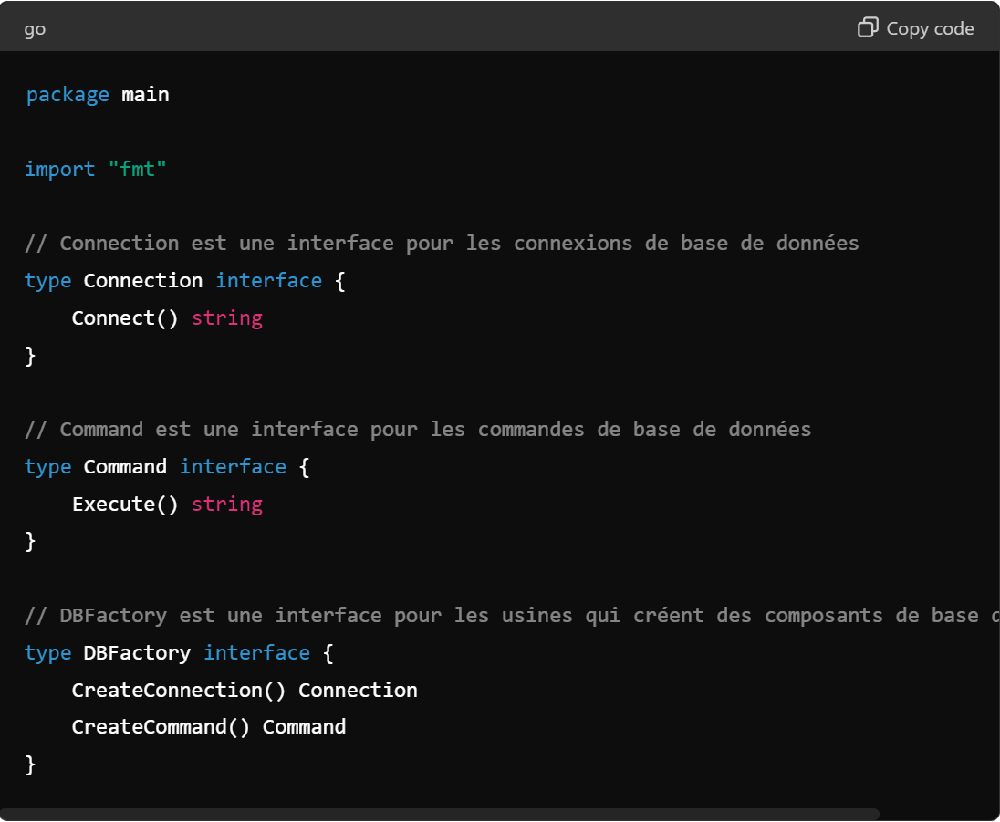 go
Copy code
package main
import "fmt"
// Connection est une interface pour les connexions de base de données
type Connection interface {
    Connect() string
}
// Command est une interface pour les commandes de base de données
type Command interface {
    Execute() string
}
// DBFactory est une interface pour les usines qui créent des composants de base
type DBFactory interface {
    CreateConnection() Connection
    CreateCommand() Command
}